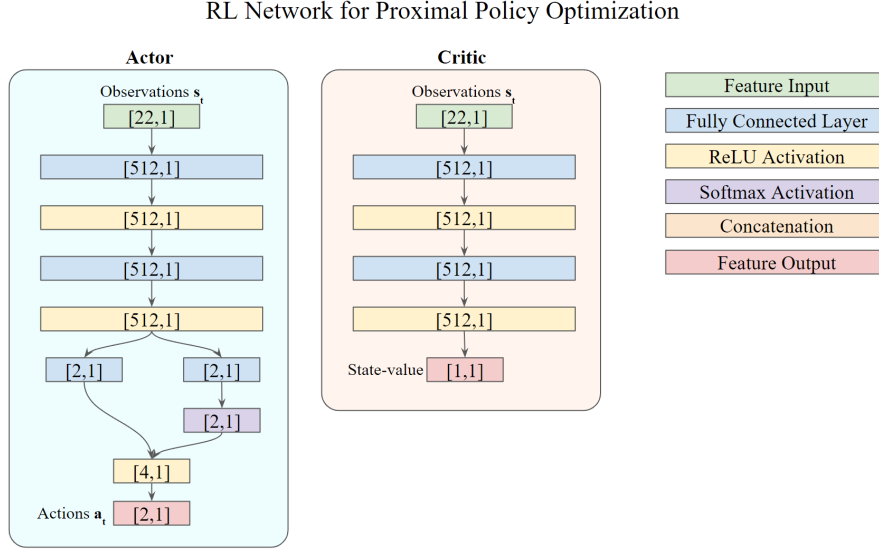 RL Network for Proximal Policy Optimization
Actor
Observations s_t
[22,1]
[512,1]
[512,1]
[512,1]
[512,1]
[2,1]
[2,1]
[2,1]
[4,1]
Actions a_t
[2,1]
Critic
Observations s_t
[22,1]
[512,1]
[512,1]
[512,1]
[512,1]
State-value
[1,1]
Feature Input
Fully Connected Layer
ReLU Activation
Softmax Activation
Concatenation
Feature Output